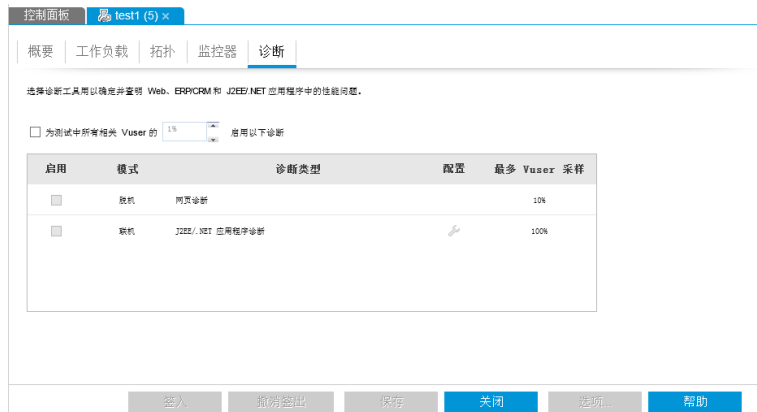 控制面板 test1 (5) ×
概要 工作负载 拓扑 监控器 诊断
选择诊断工具用以确定并查明 Web、ERP/CRM 和 J2EE/.NET 应用程序中的性能问题。
为测试中所有相关 Vuser 的 1% 启用以下诊断
启用 模式 诊断类型 配置 最多 Vuser 采样
脱机 网页诊断 10%
联机 J2EE/.NET 应用程序诊断 100%
签入 撤消签出 保存 关闭 选项... 帮助